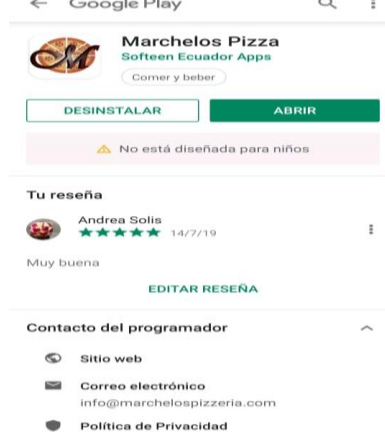 Google Play
M
Marchelos Pizza
Softeen Ecuador Apps
Comer y beber
DESINSTALAR
ABRIR
No está diseñada para niños
Tu reseña
Andrea Solis
14/7/19
Muy buena
EDITAR RESEÑA
Contacto del programador
Sitio web
Correo electrónico
info@marchelospizzeria.com
Política de Privacidad